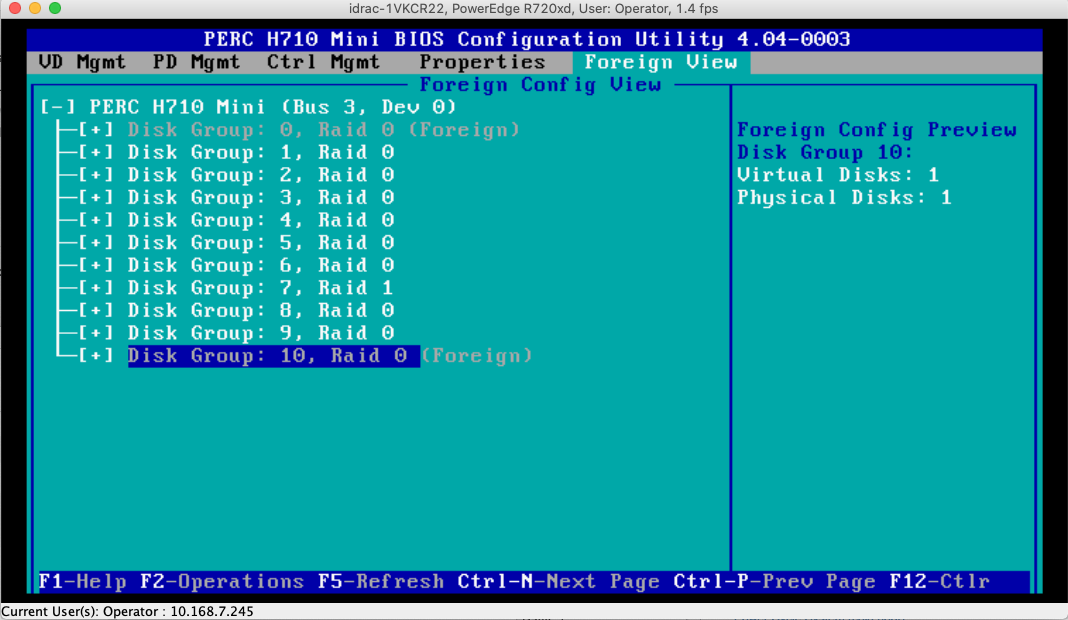 idrac-1VKCR22, PowerEdge R720xd, User: Operator, 1.4 fps
PERC H710 Mini BIOS Configuration Utility 4.04-0003
VD Mgmt PD Mgmt Ctrl Mgmt Properties Foreign View
Foreign Config View
[-] PERC H710 Mini (Bus 3, Dev 0)
[+] Disk Group: 0, Raid 0 (Foreign)
[+] Disk Group: 1, Raid 0
[+] Disk Group: 2, Raid 0
[+] Disk Group: 3, Raid 0
[+] Disk Group: 4, Raid 0
[+] Disk Group: 5, Raid 0
[+] Disk Group: 6, Raid 0
[+] Disk Group: 7, Raid 1
[+] Disk Group: 8, Raid 0
[+] Disk Group: 9, Raid 0
[+] Disk Group: 10, Raid 0 (Foreign)
Foreign Config Preview
Disk Group 10:
Virtual Disks: 1
Physical Disks: 1
F1-Help F2-Operations F5-Refresh Ctrl-N-Next Page Ctrl-P-Prev Page F12-Ctlr
Current User(s): Operator : 10.168.7.245